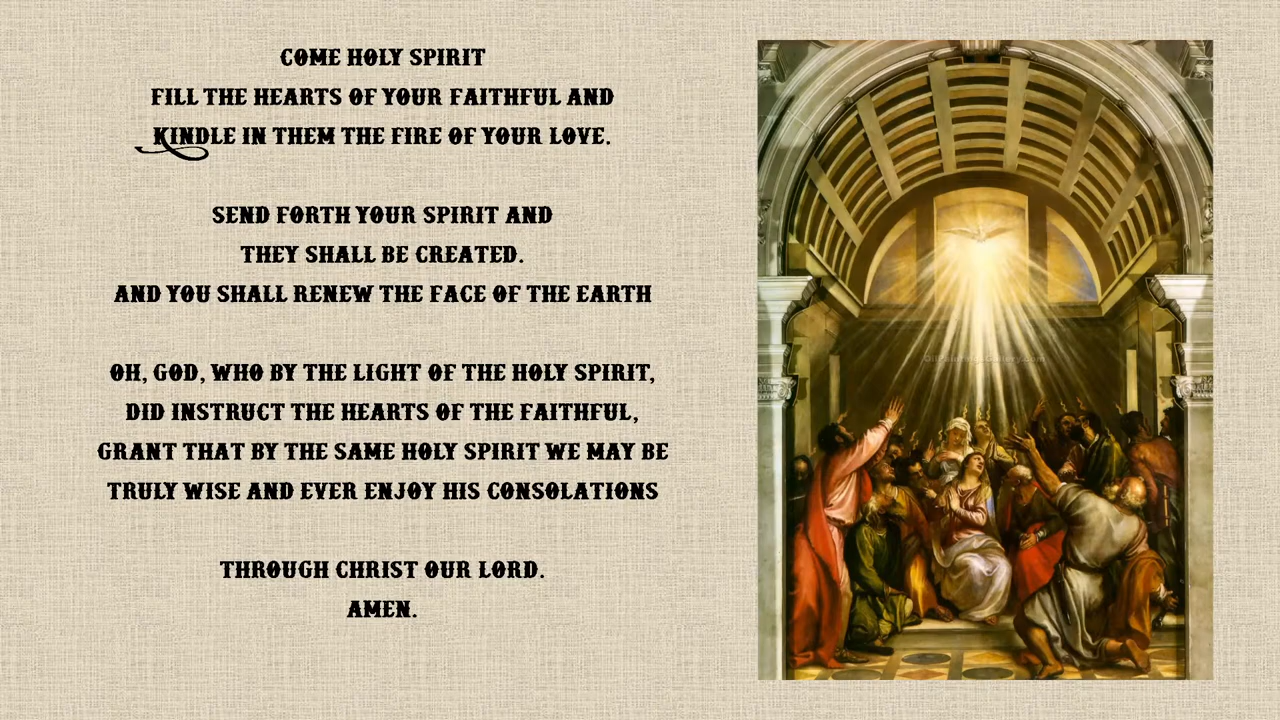 COME HOLY SPIRIT
FILL THE HEARTS OF YOUR FAITHFUL AND
KINDLE IN THEM THE FIRE OF YOUR LOVE.
SEND FORTH YOUR SPIRIT AND
THEY SHALL BE CREATED.
AND YOU SHALL RENEW THE FACE OF THE EARTH
OH, GOD, WHO BY THE LIGHT OF THE HOLY SPIRIT,
DID INSTRUCT THE HEARTS OF THE FAITHFUL,
GRANT THAT BY THE SAME HOLY SPIRIT WE MAY BE
TRULY WISE AND EVER ENJOY HIS CONSOLATIONS
THROUGH CHRIST OUR LORD.
AMEN.